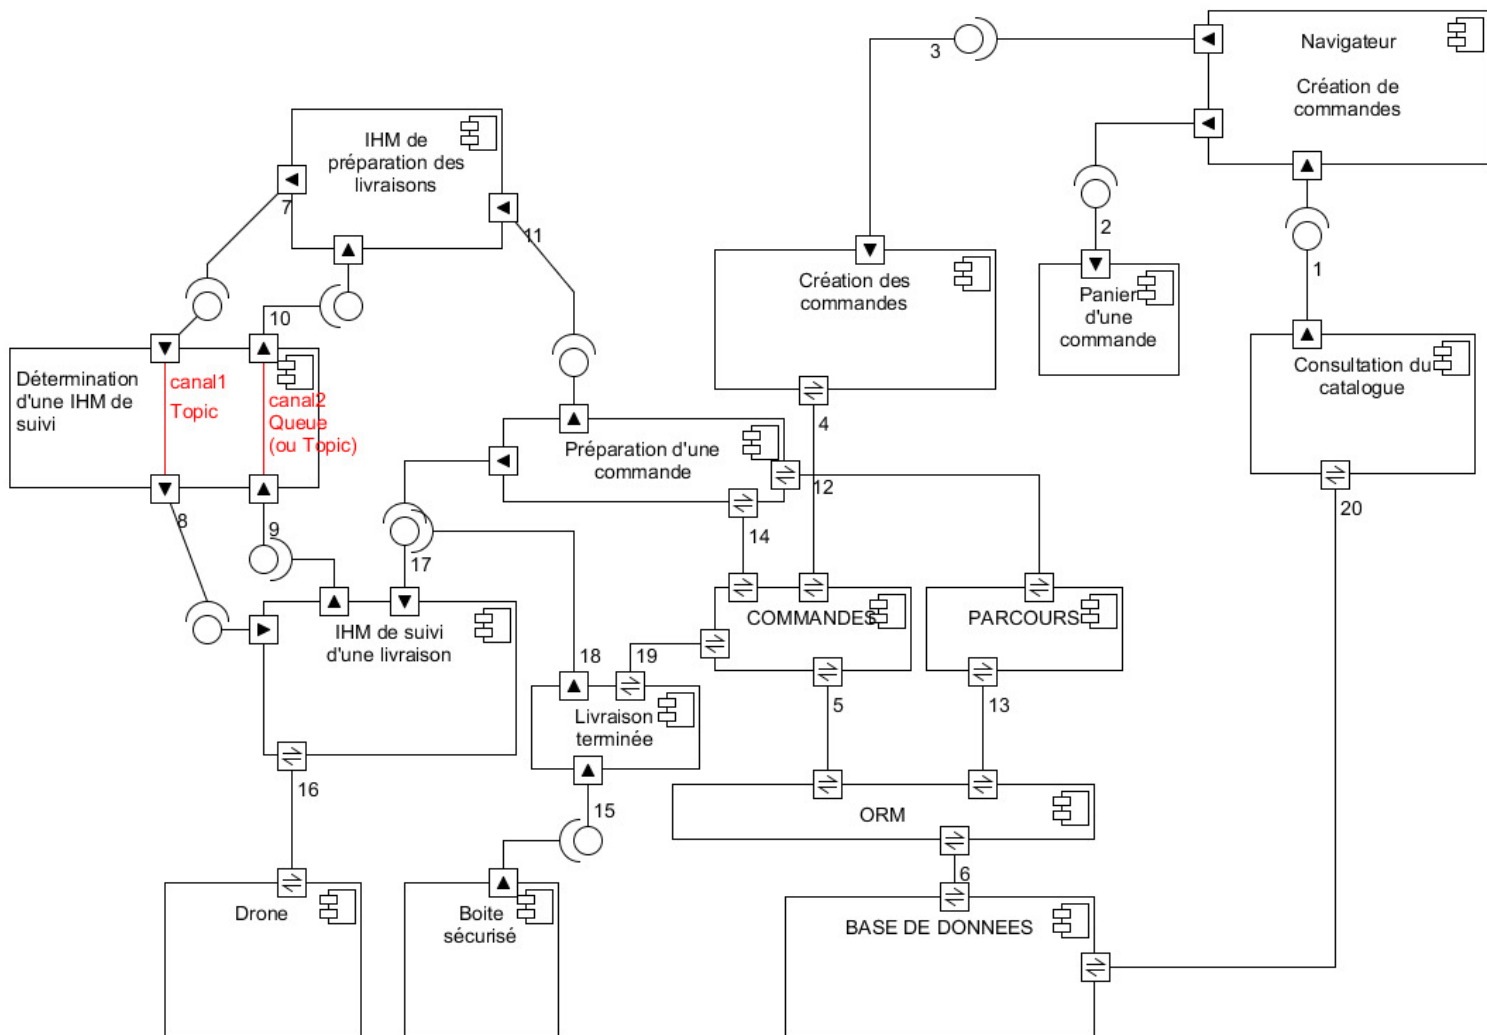 3
Navigateur
Création de
commandes
IHM de
préparation des
livraisons
7
11
2
1
10
Création des
commandes
Panier
d'une
commande
Consultation du
catalogue
Détermination
d'une IHM de
suivi
canal1
Topic
canal2
Queue
(ou Topic)
4
Préparation d'une
commande
12
20
8
9
14
17
COMMANDES
PARCOURS
IHM de suivi
d'une livraison
18
19
5
13
Livraison
terminée
16
15
ORM
6
Drone
Boite
sécurisé
BASE DE DONNEES